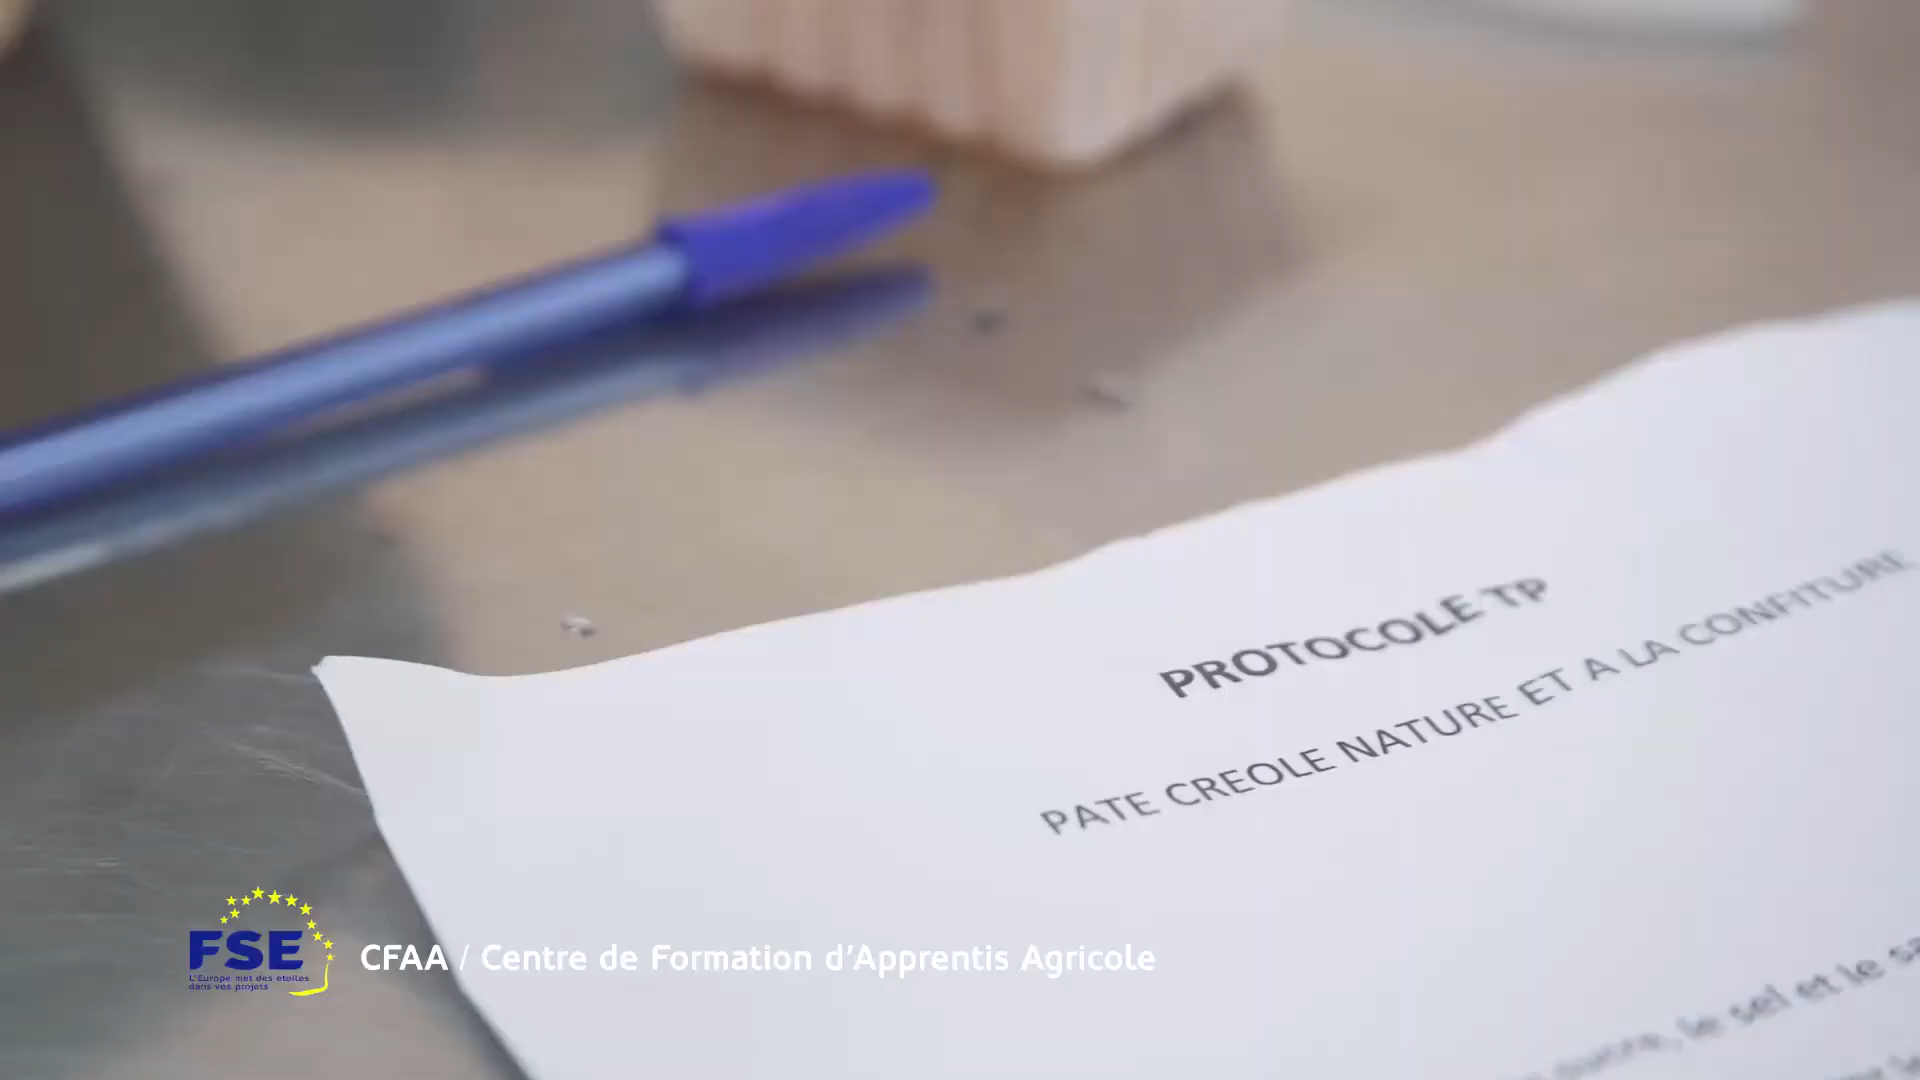 PROTOCOLE TP
PATE CREOLE NATURE ET A LA CONFITURE
le sel et le
FSE
L'Europe met des étoiles
dans vos projets
CFAA / Centre de Formation d'Apprentis Agricole